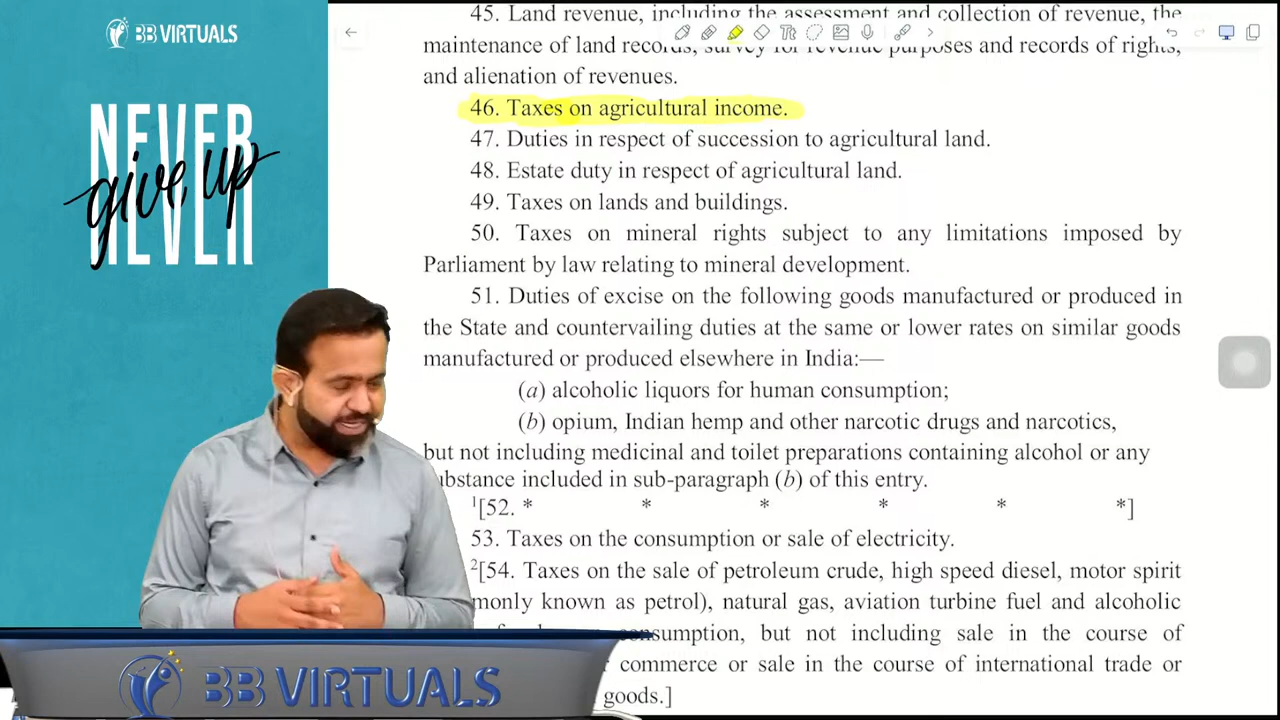 BB VIRTUALS
NEVER
give up
NEVER
45. Land revenue, including the assessment and collection of revenue, the
maintenance of land records, survey for revenue purposes and records of rights,
and alienation of revenues.
46. Taxes on agricultural income.
47. Duties in respect of succession to agricultural land.
48. Estate duty in respect of agricultural land.
49. Taxes on lands and buildings.
50. Taxes on mineral rights subject to any limitations imposed by
Parliament by law relating to mineral development.
51. Duties of excise on the following goods manufactured or produced in
the State and countervailing duties at the same or lower rates on similar goods
manufactured or produced elsewhere in India:—
(a) alcoholic liquors for human consumption;
(b) opium, Indian hemp and other narcotic drugs and narcotics,
but not including medicinal and toilet preparations containing alcohol or any
ubstance included in sub-paragraph (b) of this entry.
1[52. * * * * * *]
53. Taxes on the consumption or sale of electricity.
2[54. Taxes on the sale of petroleum crude, high speed diesel, motor spirit
monly known as petrol), natural gas, aviation turbine fuel and alcoholic
onsumption, but not including sale in the course of
commerce or sale in the course of international trade or
goods.]
BB VIRTUALS